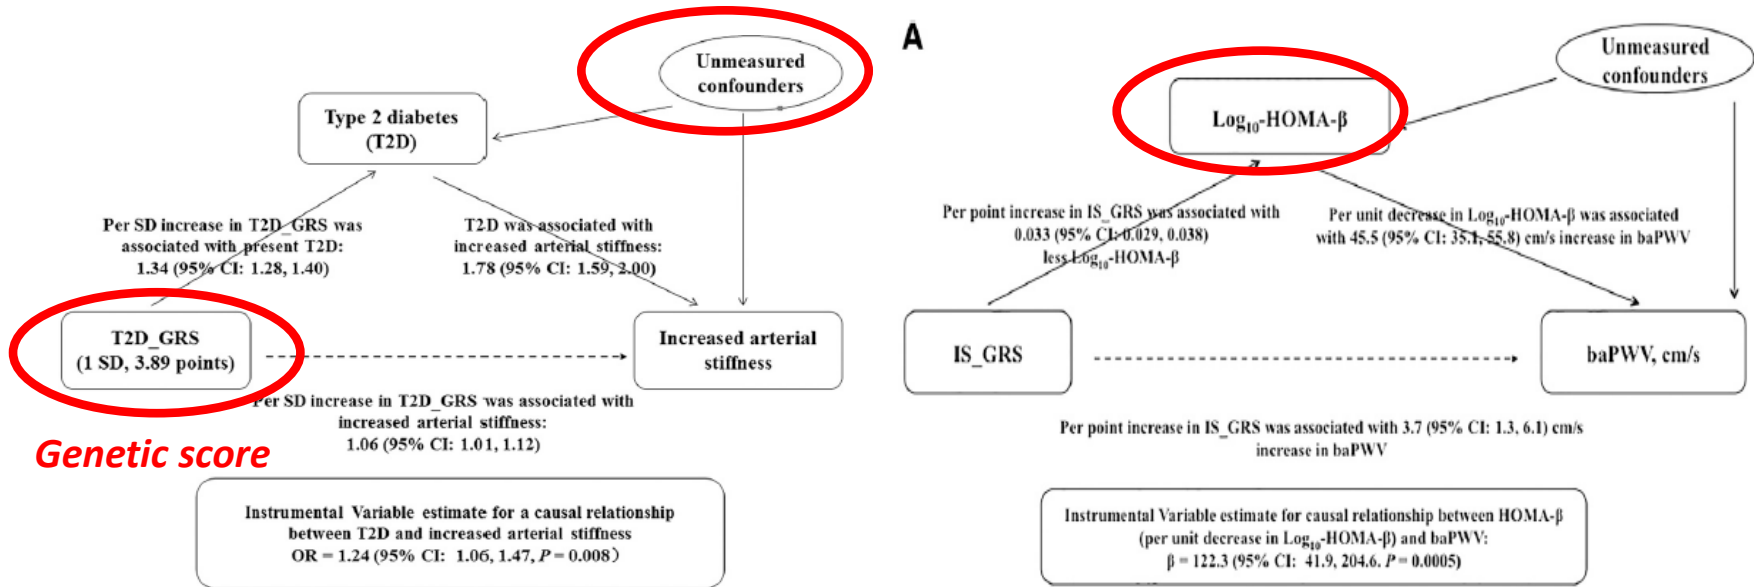 Unmeasured
confounders
Type 2 diabetes
(T2D)
Per SD increase in T2D_GRS was
associated with present T2D:
1.34 (95% CI: 1.28, 1.40)
T2D was associated with
increased arterial stiffness:
1.78 (95% CI: 1.59, 2.00)
T2D_GRS
(1 SD, 3.89 points)
Increased arterial
stiffness
Per SD increase in T2D_GRS was associated with
increased arterial stiffness:
1.06 (95% CI: 1.01, 1.12)
Genetic score
Instrumental Variable estimate for a causal relationship
between T2D and increased arterial stiffness
OR = 1.24 (95% CI: 1.06, 1.47, P = 0.008)
A
Unmeasured
confounders
Log₁₀-HOMA-β
Per point increase in IS_GRS was associated with
0.033 (95% CI: 0.029, 0.038)
less Log₁₀-HOMA-β
Per unit decrease in Log₁₀-HOMA-β was associated
with 45.5 (95% CI: 35.1, 55.8) cm/s increase in baPWV
IS_GRS
baPWV, cm/s
Per point increase in IS_GRS was associated with 3.7 (95% CI: 1.3, 6.1) cm/s
increase in baPWV
Instrumental Variable estimate for causal relationship between HOMA-β
(per unit decrease in Log₁₀-HOMA-β) and baPWV:
β = 122.3 (95% CI: 41.9, 204.6. P = 0.0005)